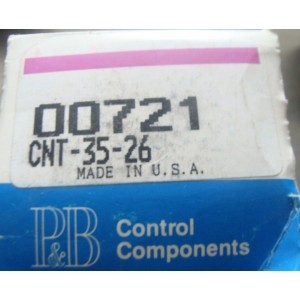 00721
CNT-35-26
MADE IN U.S.A.
P&B Control
Components